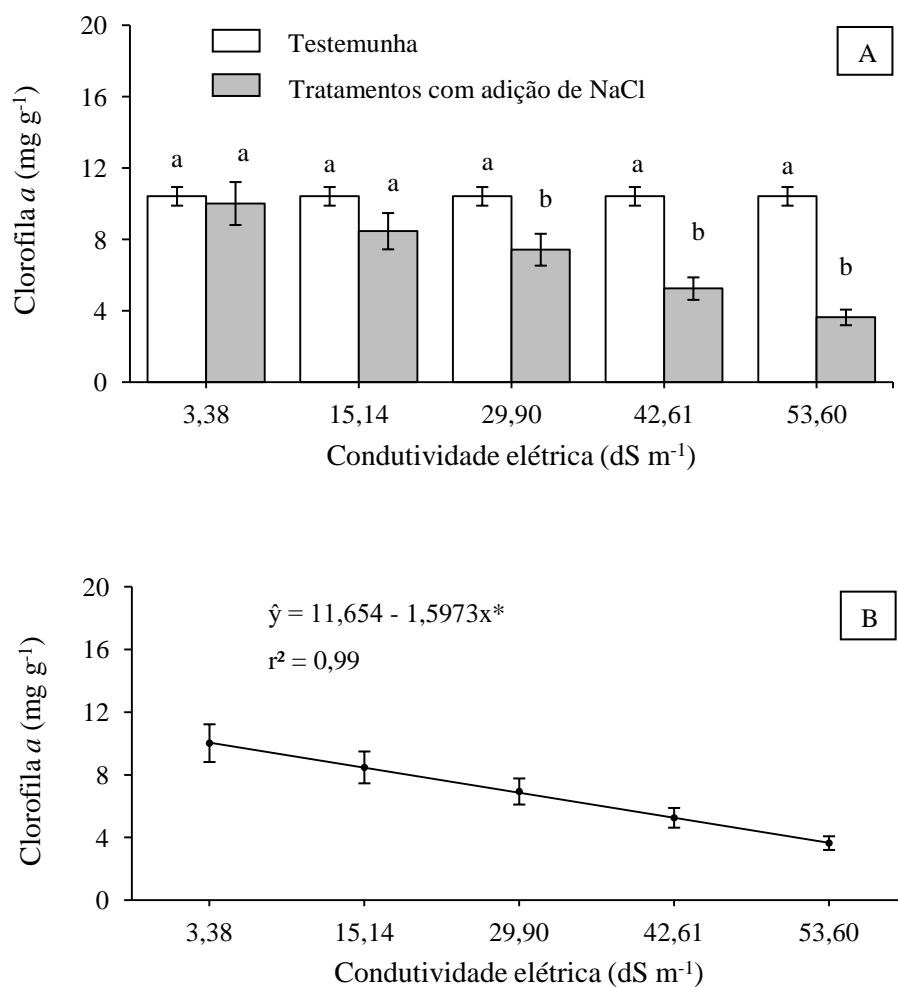 20
16
12
8
4
0
Clorofila a (mg g⁻¹)
Testemunha
Tratamentos com adição de NaCl
A
a a a a a b a b a b
3,38 15,14 29,90 42,61 53,60
Condutividade elétrica (dS m⁻¹)
20
16
12
8
4
0
Clorofila a (mg g⁻¹)
ŷ = 11,654 - 1,5973x*
r² = 0,99
B
3,38 15,14 29,90 42,61 53,60
Condutividade elétrica (dS m⁻¹)